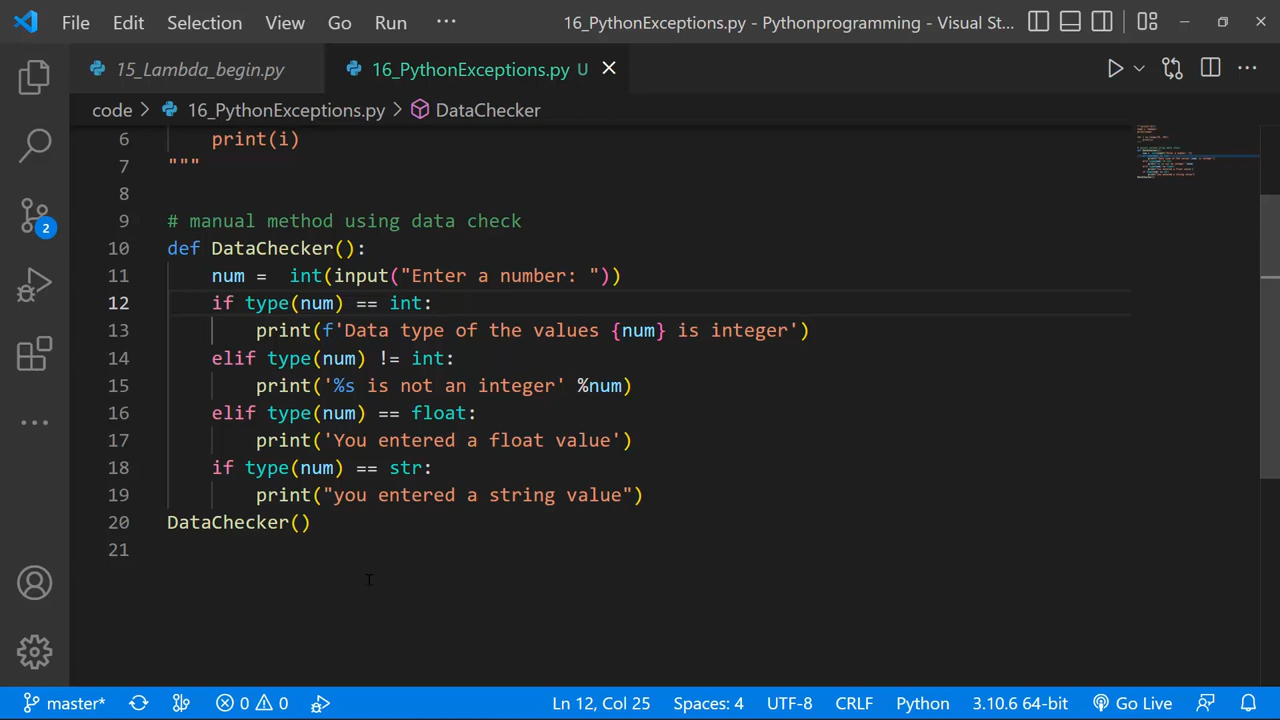 File Edit Selection View Go Run ··· 16_PythonExceptions.py - Pythonprogramming - Visual St...
15_Lambda_begin.py 16_PythonExceptions.py U
code > 16_PythonExceptions.py > DataChecker
6 print(i)
7 """
8
9 # manual method using data check
10 def DataChecker():
11 num =  int(input("Enter a number: "))
12 if type(num) == int:
13 print(f'Data type of the values {num} is integer')
14 elif type(num) != int:
15 print('%s is not an integer' %num)
16 elif type(num) == float:
17 print('You entered a float value')
18 if type(num) == str:
19 print("you entered a string value")
20 DataChecker()
21
2
master* 0 0 Ln 12, Col 25 Spaces: 4 UTF-8 CRLF Python 3.10.6 64-bit Go Live